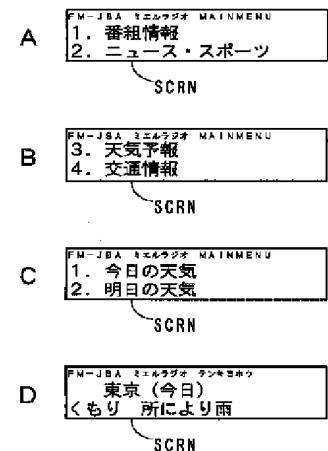 A
FM-JBA ミエルラジオ MAINMENU
1. 番組情報
2. ニュース・スポーツ
SCRN
B
FM-JBA ミエルラジオ MAINMENU
3. 天気予報
4. 交通情報
SCRN
C
FM-JBA ミエルラジオ MAINMENU
1. 今日の天気
2. 明日の天気
SCRN
D
FM-JBA ミエルラジオ テンキヨホウ
東京（今日）
くもり 所により雨
SCRN